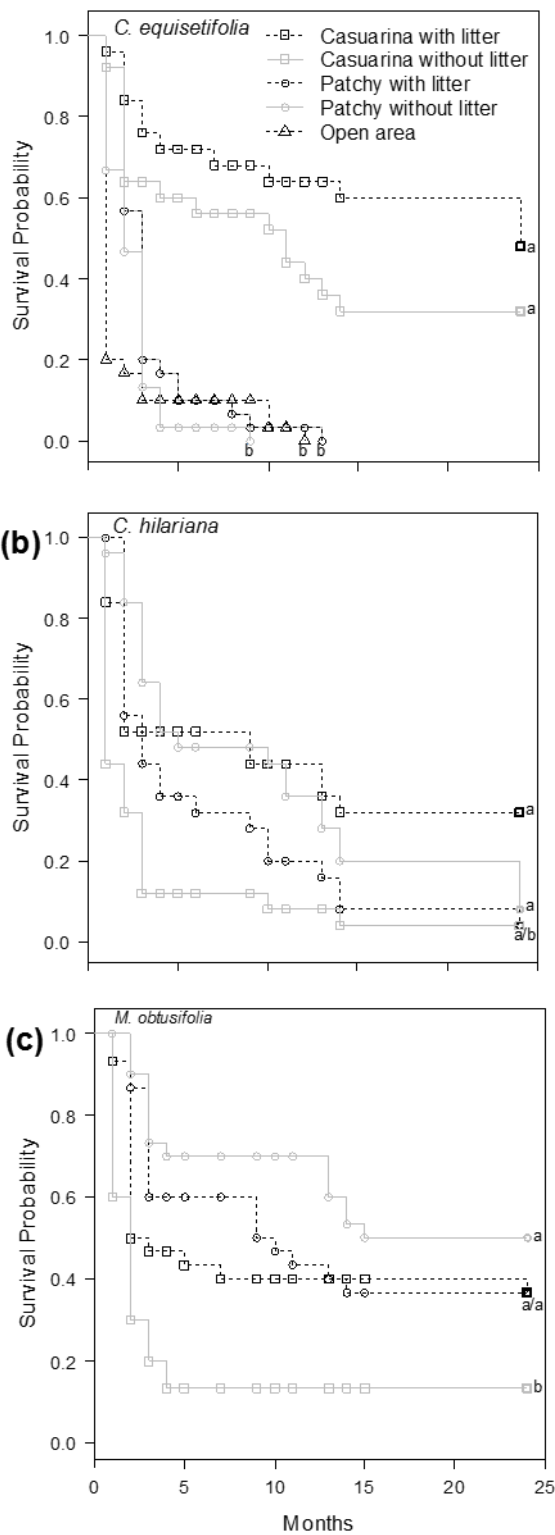 C. equisetifolia
Casuarina with litter
Casuarina without litter
Patchy with litter
Patchy without litter
Open area
Survival Probability
1.0
0.8
0.6
0.4
0.2
0.0
a
a
b
b
b
(b)
C. hilariana
Survival Probability
1.0
0.8
0.6
0.4
0.2
0.0
a
a
a/b
(c)
M. obtusifolia
Survival Probability
1.0
0.8
0.6
0.4
0.2
0.0
a
a/a
b
0 5 10 15 20 25
Months